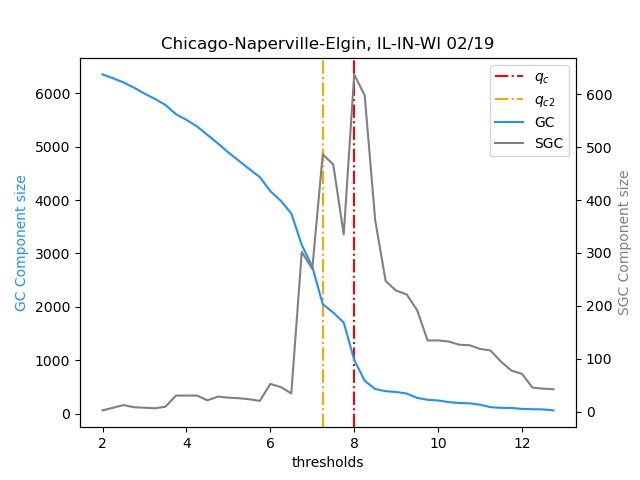 Chicago-Naperville-Elgin, IL-IN-WI 02/19
GC Component size
6000
5000
4000
3000
2000
1000
0
q_c
q_c2
GC
SGC
600
500
400
300
200
100
0
SGC Component size
2 4 6 8 10 12
thresholds